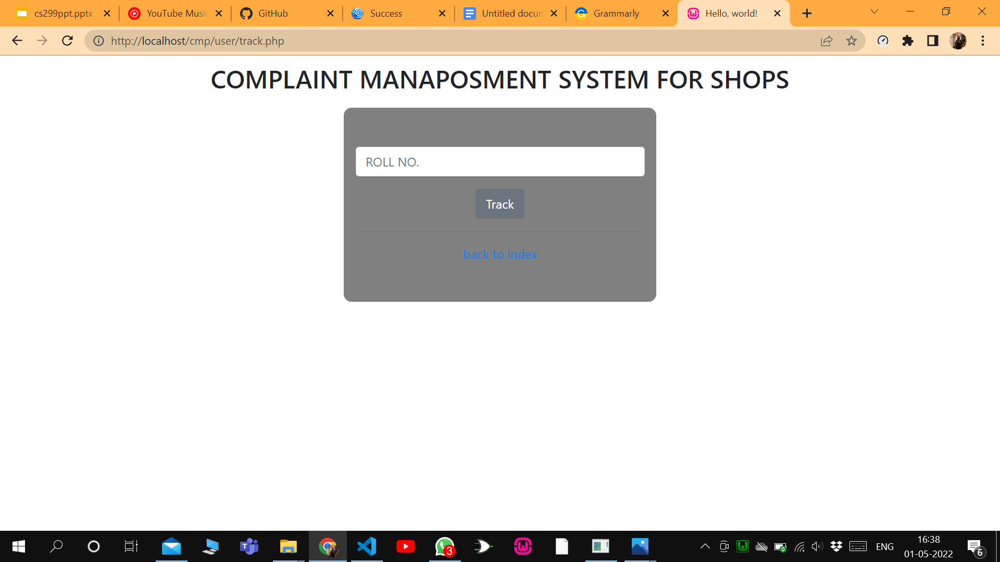 cs299ppt.pptx
YouTube Music
GitHub
Success
Untitled docum
Grammarly
Hello, world!
http://localhost/cmp/user/track.php
COMPLAINT MANAPOSMENT SYSTEM FOR SHOPS
ROLL NO.
Track
back to index
3
ENG
16:38
01-05-2022
6